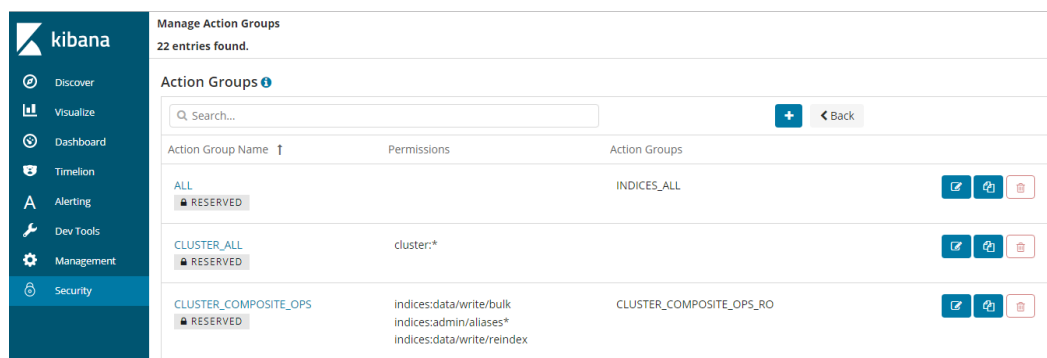 kibana
Discover
Visualize
Dashboard
Timelion
Alerting
Dev Tools
Management
Security
Manage Action Groups
22 entries found.
Action Groups
Search...
+
Back
Action Group Name
Permissions
Action Groups
ALL
RESERVED
INDICES_ALL
CLUSTER_ALL
RESERVED
cluster:*
CLUSTER_COMPOSITE_OPS
RESERVED
indices:data/write/bulk
indices:admin/aliases*
indices:data/write/reindex
CLUSTER_COMPOSITE_OPS_RO